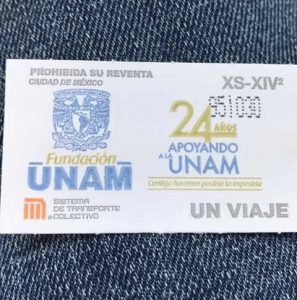 PROHIBIDA SU REVENTA
CIUDAD DE MÉXICO
XS-XIV²
24 AÑOS
APOYANDO
A LA UNAM
Contigo hacemos posible lo imposible
Fundación
UNAM
SISTEMA
DE TRANSPORTE
COLECTIVO
UN VIAJE